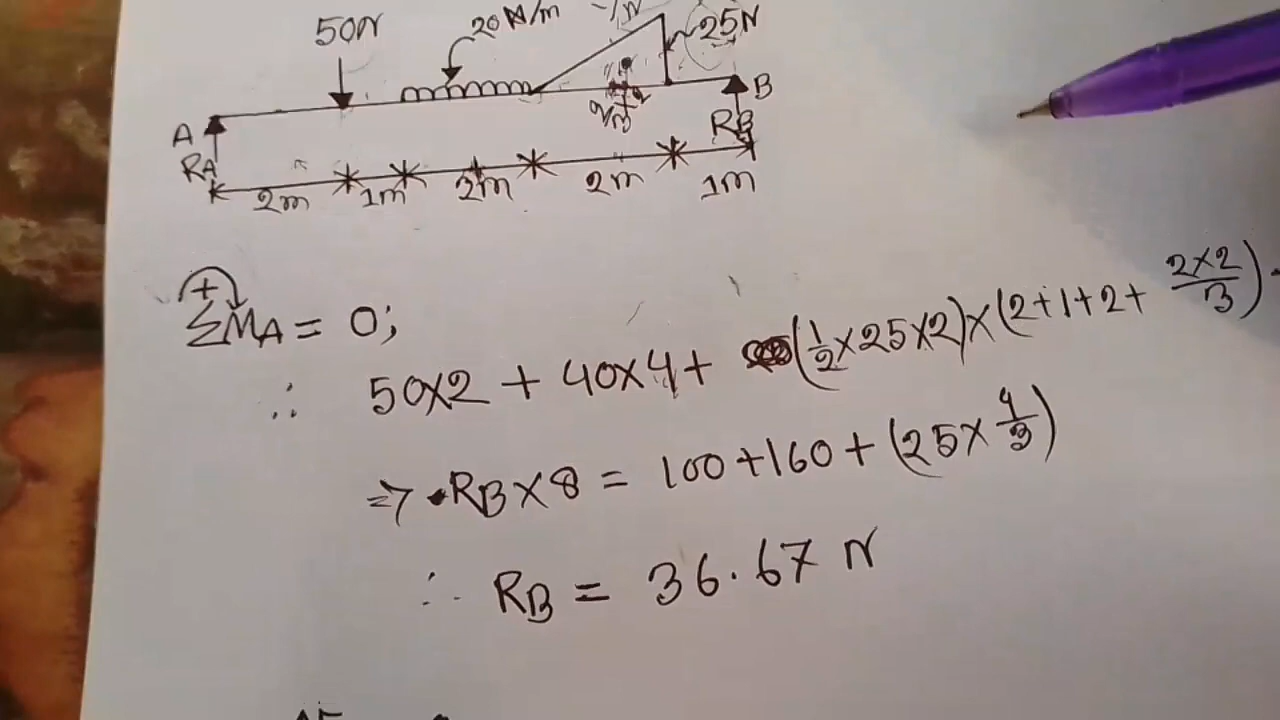 50N 20 N/m 25N
A B
RA RB
2m 1m 2m 2m 1m
+
ΣMA = 0;
∴ 50×2 + 40×4 + (½×25×2)×(2+1+2+ 2×2/3)
⇒ RB×8 = 100+160+(25×4/3)
∴ RB = 36.67 N